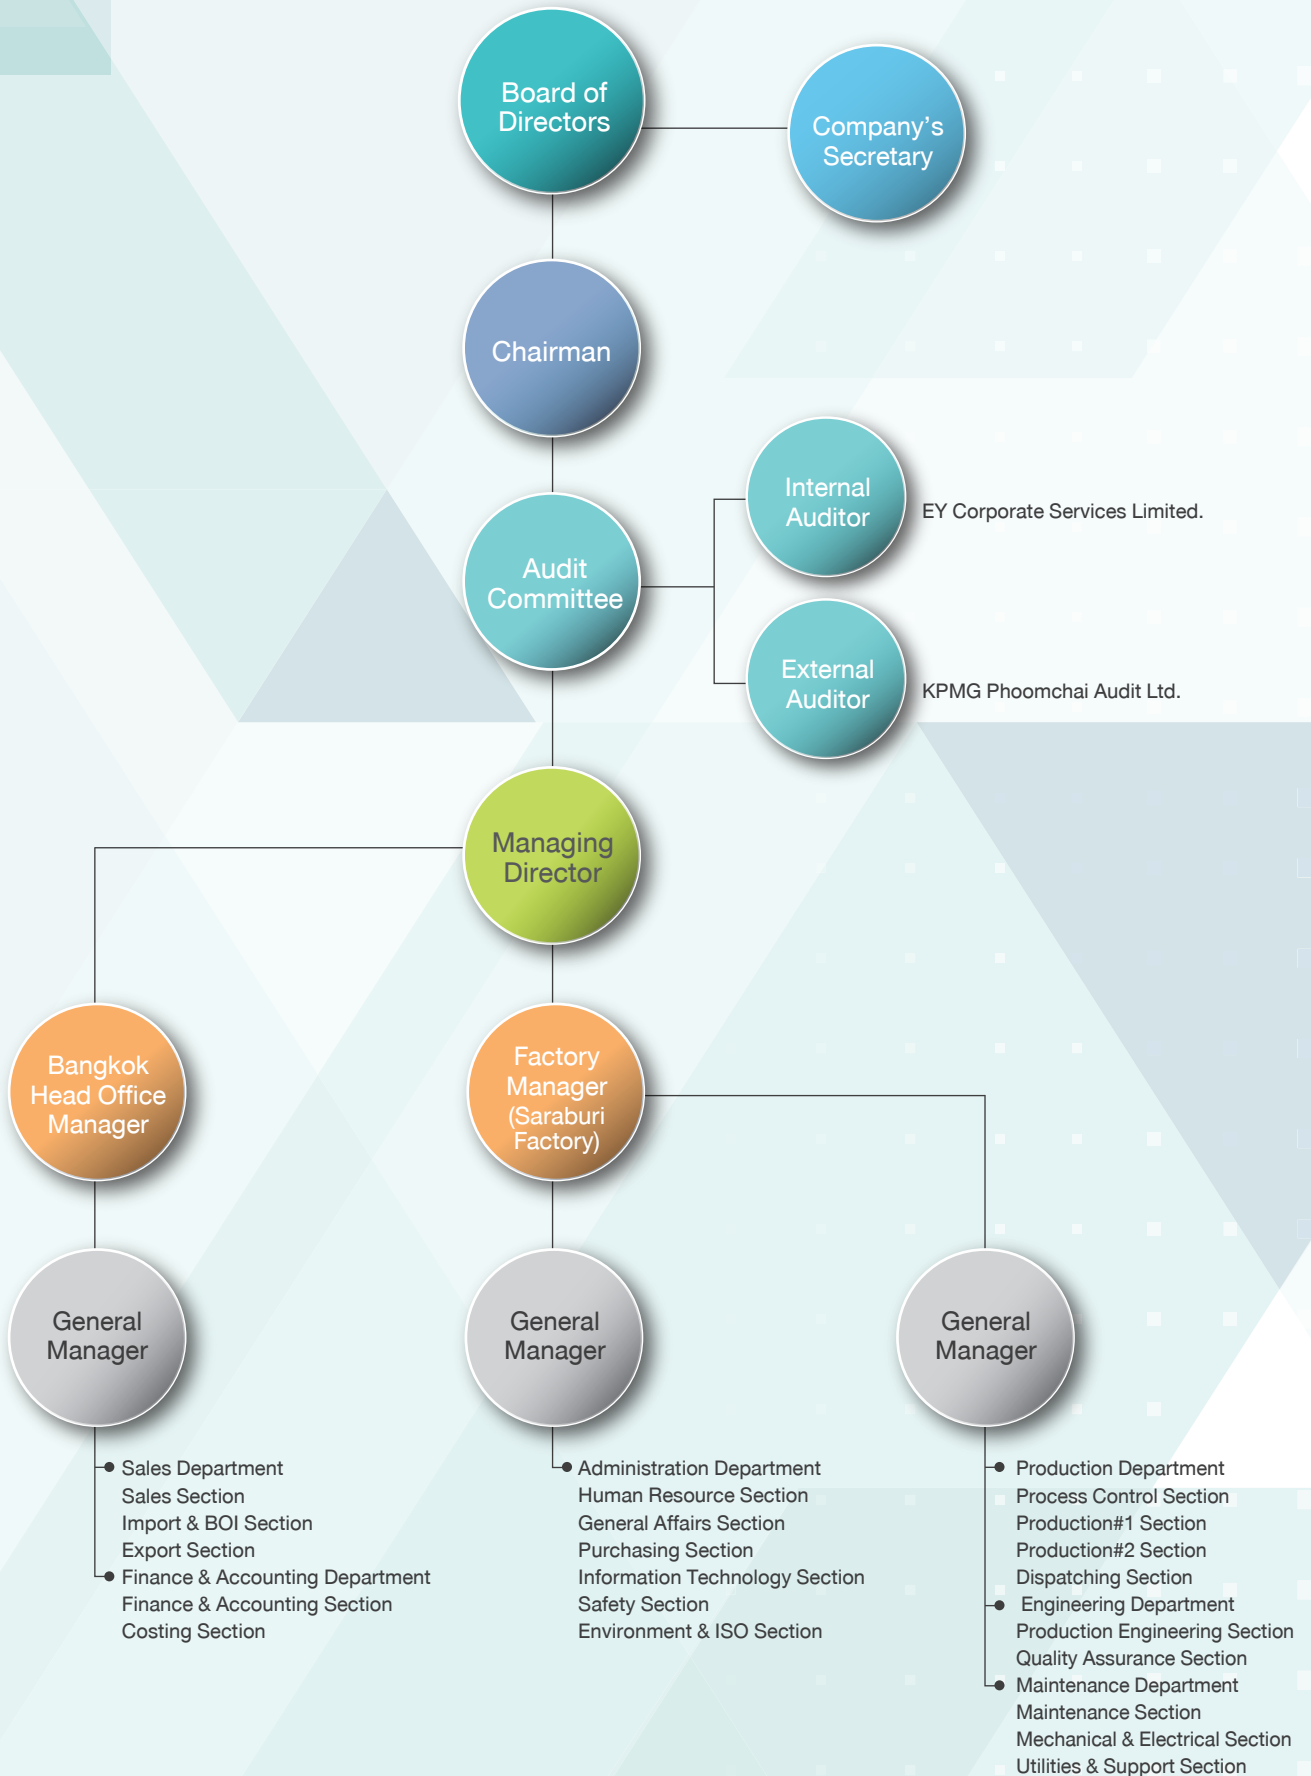 Board of
Directors
Company’s
Secretary
Chairman
Internal
Auditor
EY Corporate Services Limited.
Audit
Committee
External
Auditor
KPMG Phoomchai Audit Ltd.
Managing
Director
Bangkok
Head Office
Manager
Factory
Manager
(Saraburi
Factory)
General
Manager
General
Manager
General
Manager
Sales Department
Sales Section
Import & BOI Section
Export Section
Finance & Accounting Department
Finance & Accounting Section
Costing Section
Administration Department
Human Resource Section
General Affairs Section
Purchasing Section
Information Technology Section
Safety Section
Environment & ISO Section
Production Department
Process Control Section
Production#1 Section
Production#2 Section
Dispatching Section
Engineering Department
Production Engineering Section
Quality Assurance Section
Maintenance Department
Maintenance Section
Mechanical & Electrical Section
Utilities & Support Section